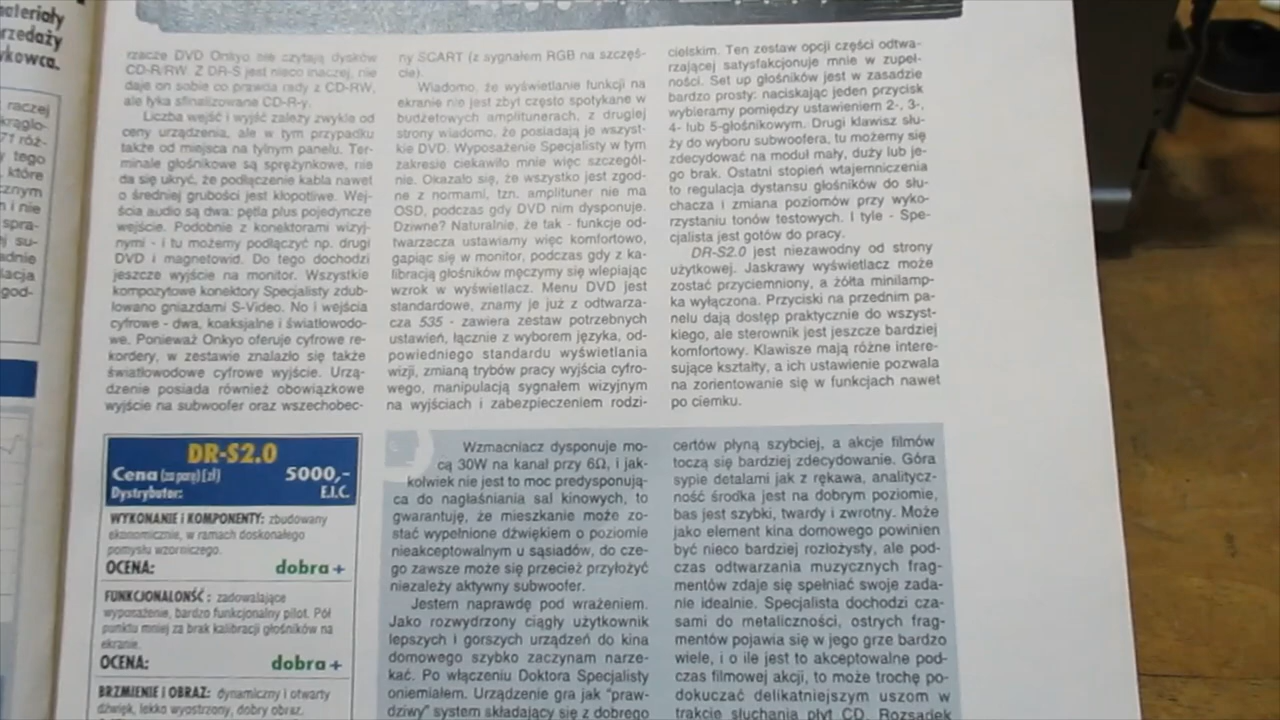 ateriały
rzedaży
ykowca.
raczej
krąglo-
71 róż-
y tego
, które
cznym
n i nie
spra-
ej su-
adnie
lacja
god-
rzacze DVD Onkyo nie czytają dysków
CD-R/RW. Z DR-S jest nieco inaczej, nie
daje on sobie co prawda rady z CD-RW,
ale łyka sfinalizowane CD-R-y.
Liczba wejść i wyjść zależy zwykle od
ceny urządzenia, ale w tym przypadku
także od miejsca na tylnym panelu. Ter-
minale głośnikowe są sprężynkowe, nie
da się ukryć, że podłączenie kabla nawet
o średniej grubości jest kłopotliwe. Wej-
ścia audio są dwa: pętla plus pojedyncze
wejście. Podobnie z konektorami wizyj-
nymi - i tu możemy podłączyć np. drugi
DVD i magnetowid. Do tego dochodzi
jeszcze wyjście na monitor. Wszystkie
kompozytowe konektory Specjalisty zdub-
lowano gniazdami S-Video. No i wejścia
cyfrowe - dwa, koaksjalne i światłowodo-
we. Ponieważ Onkyo oferuje cyfrowe re-
kordery, w zestawie znalazło się także
światłowodowe cyfrowe wyjście. Urzą-
dzenie posiada również obowiązkowe
wyjście na subwoofer oraz wszechobec-
ny SCART (z sygnałem RGB na szczęś-
cie).
Wiadomo, że wyświetlanie funkcji na
ekranie nie jest zbyt często spotykane w
budżetowych amplitunerach, z drugiej
strony wiadomo, że posiadają je wszyst-
kie DVD. Wyposażenie Specjalisty w tym
zakresie ciekawiło mnie więc szczegól-
nie. Okazało się, że wszystko jest zgod-
ne z normami, tzn. amplituner nie ma
OSD, podczas gdy DVD nim dysponuje.
Dziwne? Naturalnie, że tak - funkcje od-
twarzacza ustawiamy więc komfortowo,
gapiąc się w monitor, podczas gdy z ka-
libracją głośników męczymy się wlepiając
wzrok w wyświetlacz. Menu DVD jest
standardowe, znamy je już z odtwarza-
cza 535 - zawiera zestaw potrzebnych
ustawień, łącznie z wyborem języka, od-
powiedniego standardu wyświetlania
wizji, zmianą trybów pracy wyjścia cyfro-
wego, manipulacją sygnałem wizyjnym
na wyjściach i zabezpieczeniem rodzi-
cielskim. Ten zestaw opcji części odtwa-
rzającej satysfakcjonuje mnie w zupeł-
ności. Set up głośników jest w zasadzie
bardzo prosty: naciskając jeden przycisk
wybieramy pomiędzy ustawieniem 2-, 3-,
4- lub 5-głośnikowym. Drugi klawisz słu-
ży do wyboru subwoofera, tu możemy się
zdecydować na moduł mały, duży lub je-
go brak. Ostatni stopień wtajemniczenia
to regulacja dystansu głośników do słu-
chacza i zmiana poziomów przy wyko-
rzystaniu tonów testowych. I tyle - Spe-
cjalista jest gotów do pracy.
DR-S2.0 jest niezawodny od strony
użytkowej. Jaskrawy wyświetlacz może
zostać przyciemniony, a żółta minilamp-
ka wyłączona. Przyciski na przednim pa-
nelu dają dostęp praktycznie do wszyst-
kiego, ale sterownik jest jeszcze bardziej
komfortowy. Klawisze mają różne intere-
sujące kształty, a ich ustawienie pozwala
na zorientowanie się w funkcjach nawet
po ciemku.
DR-S2.0
Cena (za parę) [zł] 5000,-
Dystrybutor: E.I.C.
WYKONANIE i KOMPONENTY: zbudowany
ekonomicznie, w ramach doskonałego
pomysłu wzorniczego.
OCENA: dobra +
FUNKCJONALONŚĆ : zadowalające
wyposażenie, bardzo funkcjonalny pilot. Pół
punktu mniej za brak kalibracji głośników na
ekranie.
OCENA: dobra +
BRZMIENIE i OBRAZ: dynamiczny i otwarty
dźwięk, lekko wyostrzony, dobry obraz.
Wzmacniacz dysponuje mo-
cą 30W na kanał przy 6Ω, i jak-
kolwiek nie jest to moc predysponują-
ca do nagłaśniania sal kinowych, to
gwarantuję, że mieszkanie może zo-
stać wypełnione dźwiękiem o poziomie
nieakceptowalnym u sąsiadów, do cze-
go zawsze może się przecież przyłożyć
niezależy aktywny subwoofer.
Jestem naprawdę pod wrażeniem.
Jako rozwydrzony ciągły użytkownik
lepszych i gorszych urządzeń do kina
domowego szybko zaczynam narze-
kać. Po włączeniu Doktora Specjalisty
oniemiałem. Urządzenie gra jak "praw-
dziwy" system składający się z dobrego
certów płyną szybciej, a akcje filmów
toczą się bardziej zdecydowanie. Góra
sypie detalami jak z rękawa, analitycz-
ność środka jest na dobrym poziomie,
bas jest szybki, twardy i zwrotny. Może
jako element kina domowego powinien
być nieco bardziej rozłożysty, ale pod-
czas odtwarzania muzycznych frag-
mentów zdaje się spełniać swoje zada-
nie idealnie. Specjalista dochodzi cza-
sami do metaliczności, ostrych frag-
mentów pojawia się w jego grze bardzo
wiele, i o ile jest to akceptowalne pod-
czas filmowej akcji, to może trochę po-
dokuczać delikatniejszym uszom w
trakcie słuchania płyt CD. Rozsądek